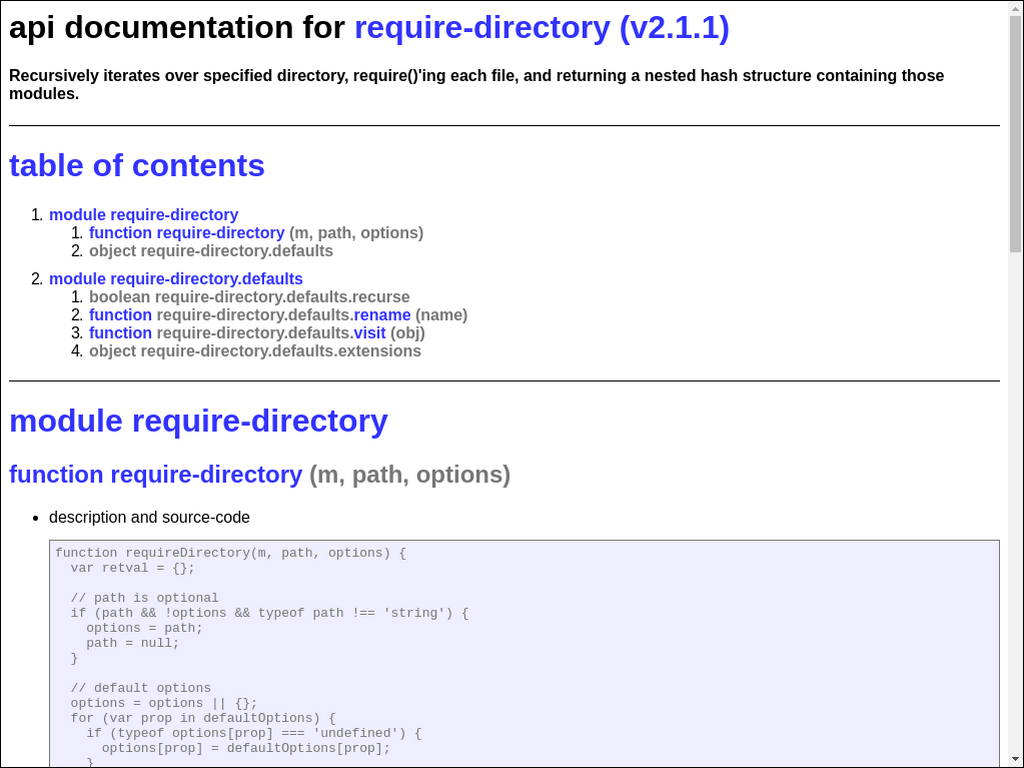 api documentation for require-directory (v2.1.1)
Recursively iterates over specified directory, require()'ing each file, and returning a nested hash structure containing those
modules.
table of contents
1. module require-directory
1. function require-directory (m, path, options)
2. object require-directory.defaults
2. module require-directory.defaults
1. boolean require-directory.defaults.recurse
2. function require-directory.defaults.rename (name)
3. function require-directory.defaults.visit (obj)
4. object require-directory.defaults.extensions
module require-directory
function require-directory (m, path, options)
• description and source-code
function requireDirectory(m, path, options) {
  var retval = {};

  // path is optional
  if (path && !options && typeof path !== 'string') {
    options = path;
    path = null;
  }

  // default options
  options = options || {};
  for (var prop in defaultOptions) {
    if (typeof options[prop] === 'undefined') {
      options[prop] = defaultOptions[prop];
    }